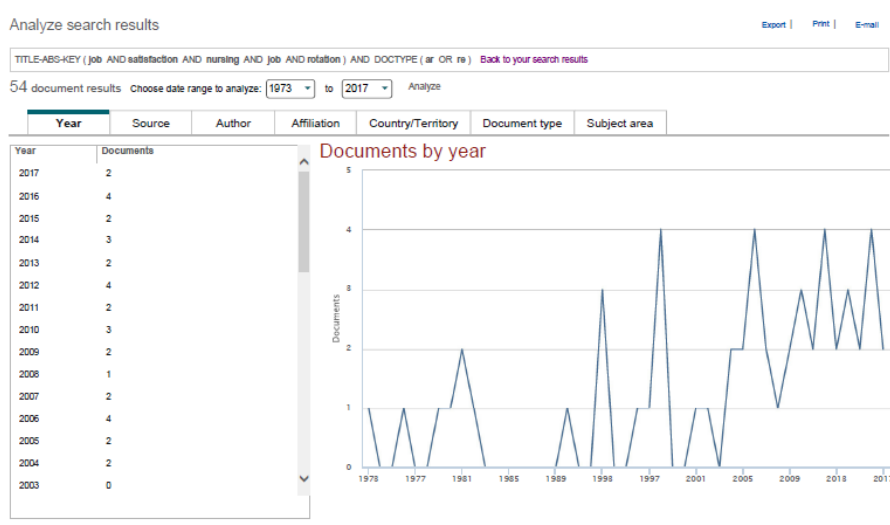 Analyze search results
Export | Print | E-mail
TITLE-ABS-KEY ( job AND satisfaction AND nursing AND job AND rotation ) AND DOCTYPE ( ar OR re ) Back to your search results
54 document results Choose date range to analyze: 1973 to 2017 Analyze
Year Source Author Affiliation Country/Territory Document type Subject area
Year Documents
2017 2
2016 4
2015 2
2014 3
2013 2
2012 4
2011 2
2010 3
2009 2
2008 1
2007 2
2006 4
2005 2
2004 2
2003 0
Documents by year
5
4
3
2
1
0
Documents
1973 1977 1981 1985 1989 1993 1997 2001 2005 2009 2013 2017